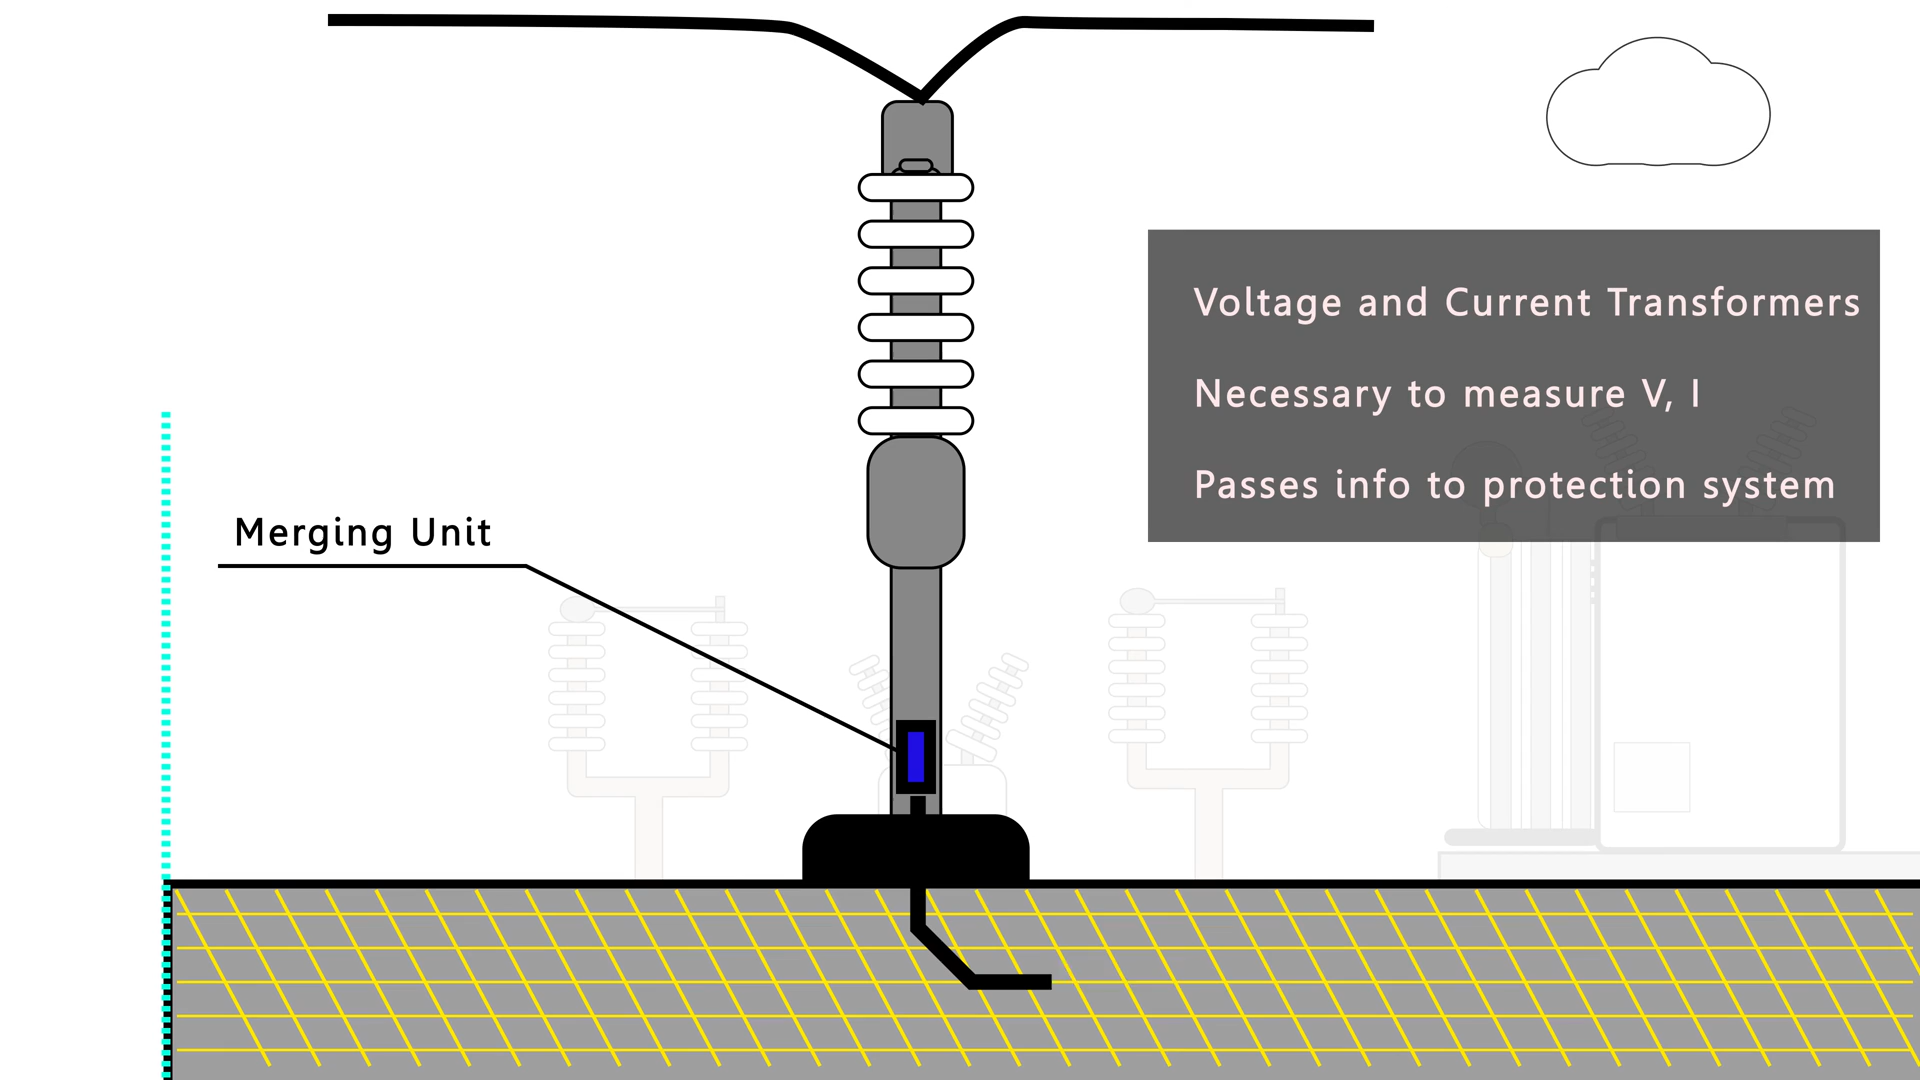 Voltage and Current Transformers
Necessary to measure V, I
Passes info to protection system
Merging Unit